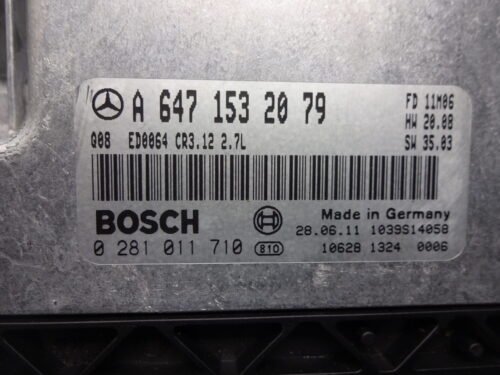 A 647 153 20 79
FD 11M06
HW 20.08
Q08 ED0064 CR3.12 2.7L
SW 35.03
BOSCH
Made in Germany
28.06.11 1039S14058
0 281 011 710 810
10628 1324 0006